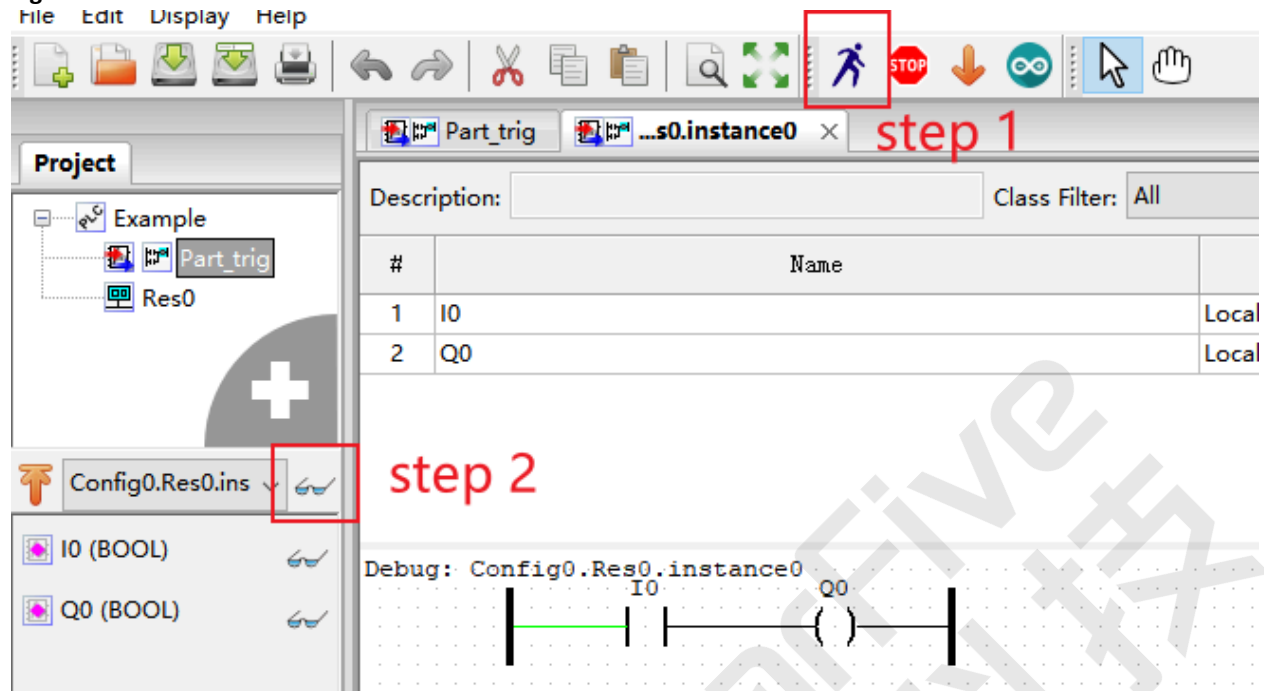 File Edit Display Help
STOP
step 1
Part_trig ...s0.instance0
Project
Description: Class Filter: All
PLC Example
Part_trig
Res0
# Name
1 I0 Local
2 Q0 Local
step 2
Config0.Res0.ins
I0 (BOOL)
Q0 (BOOL)
Debug: Config0.Res0.instance0
I0 Q0